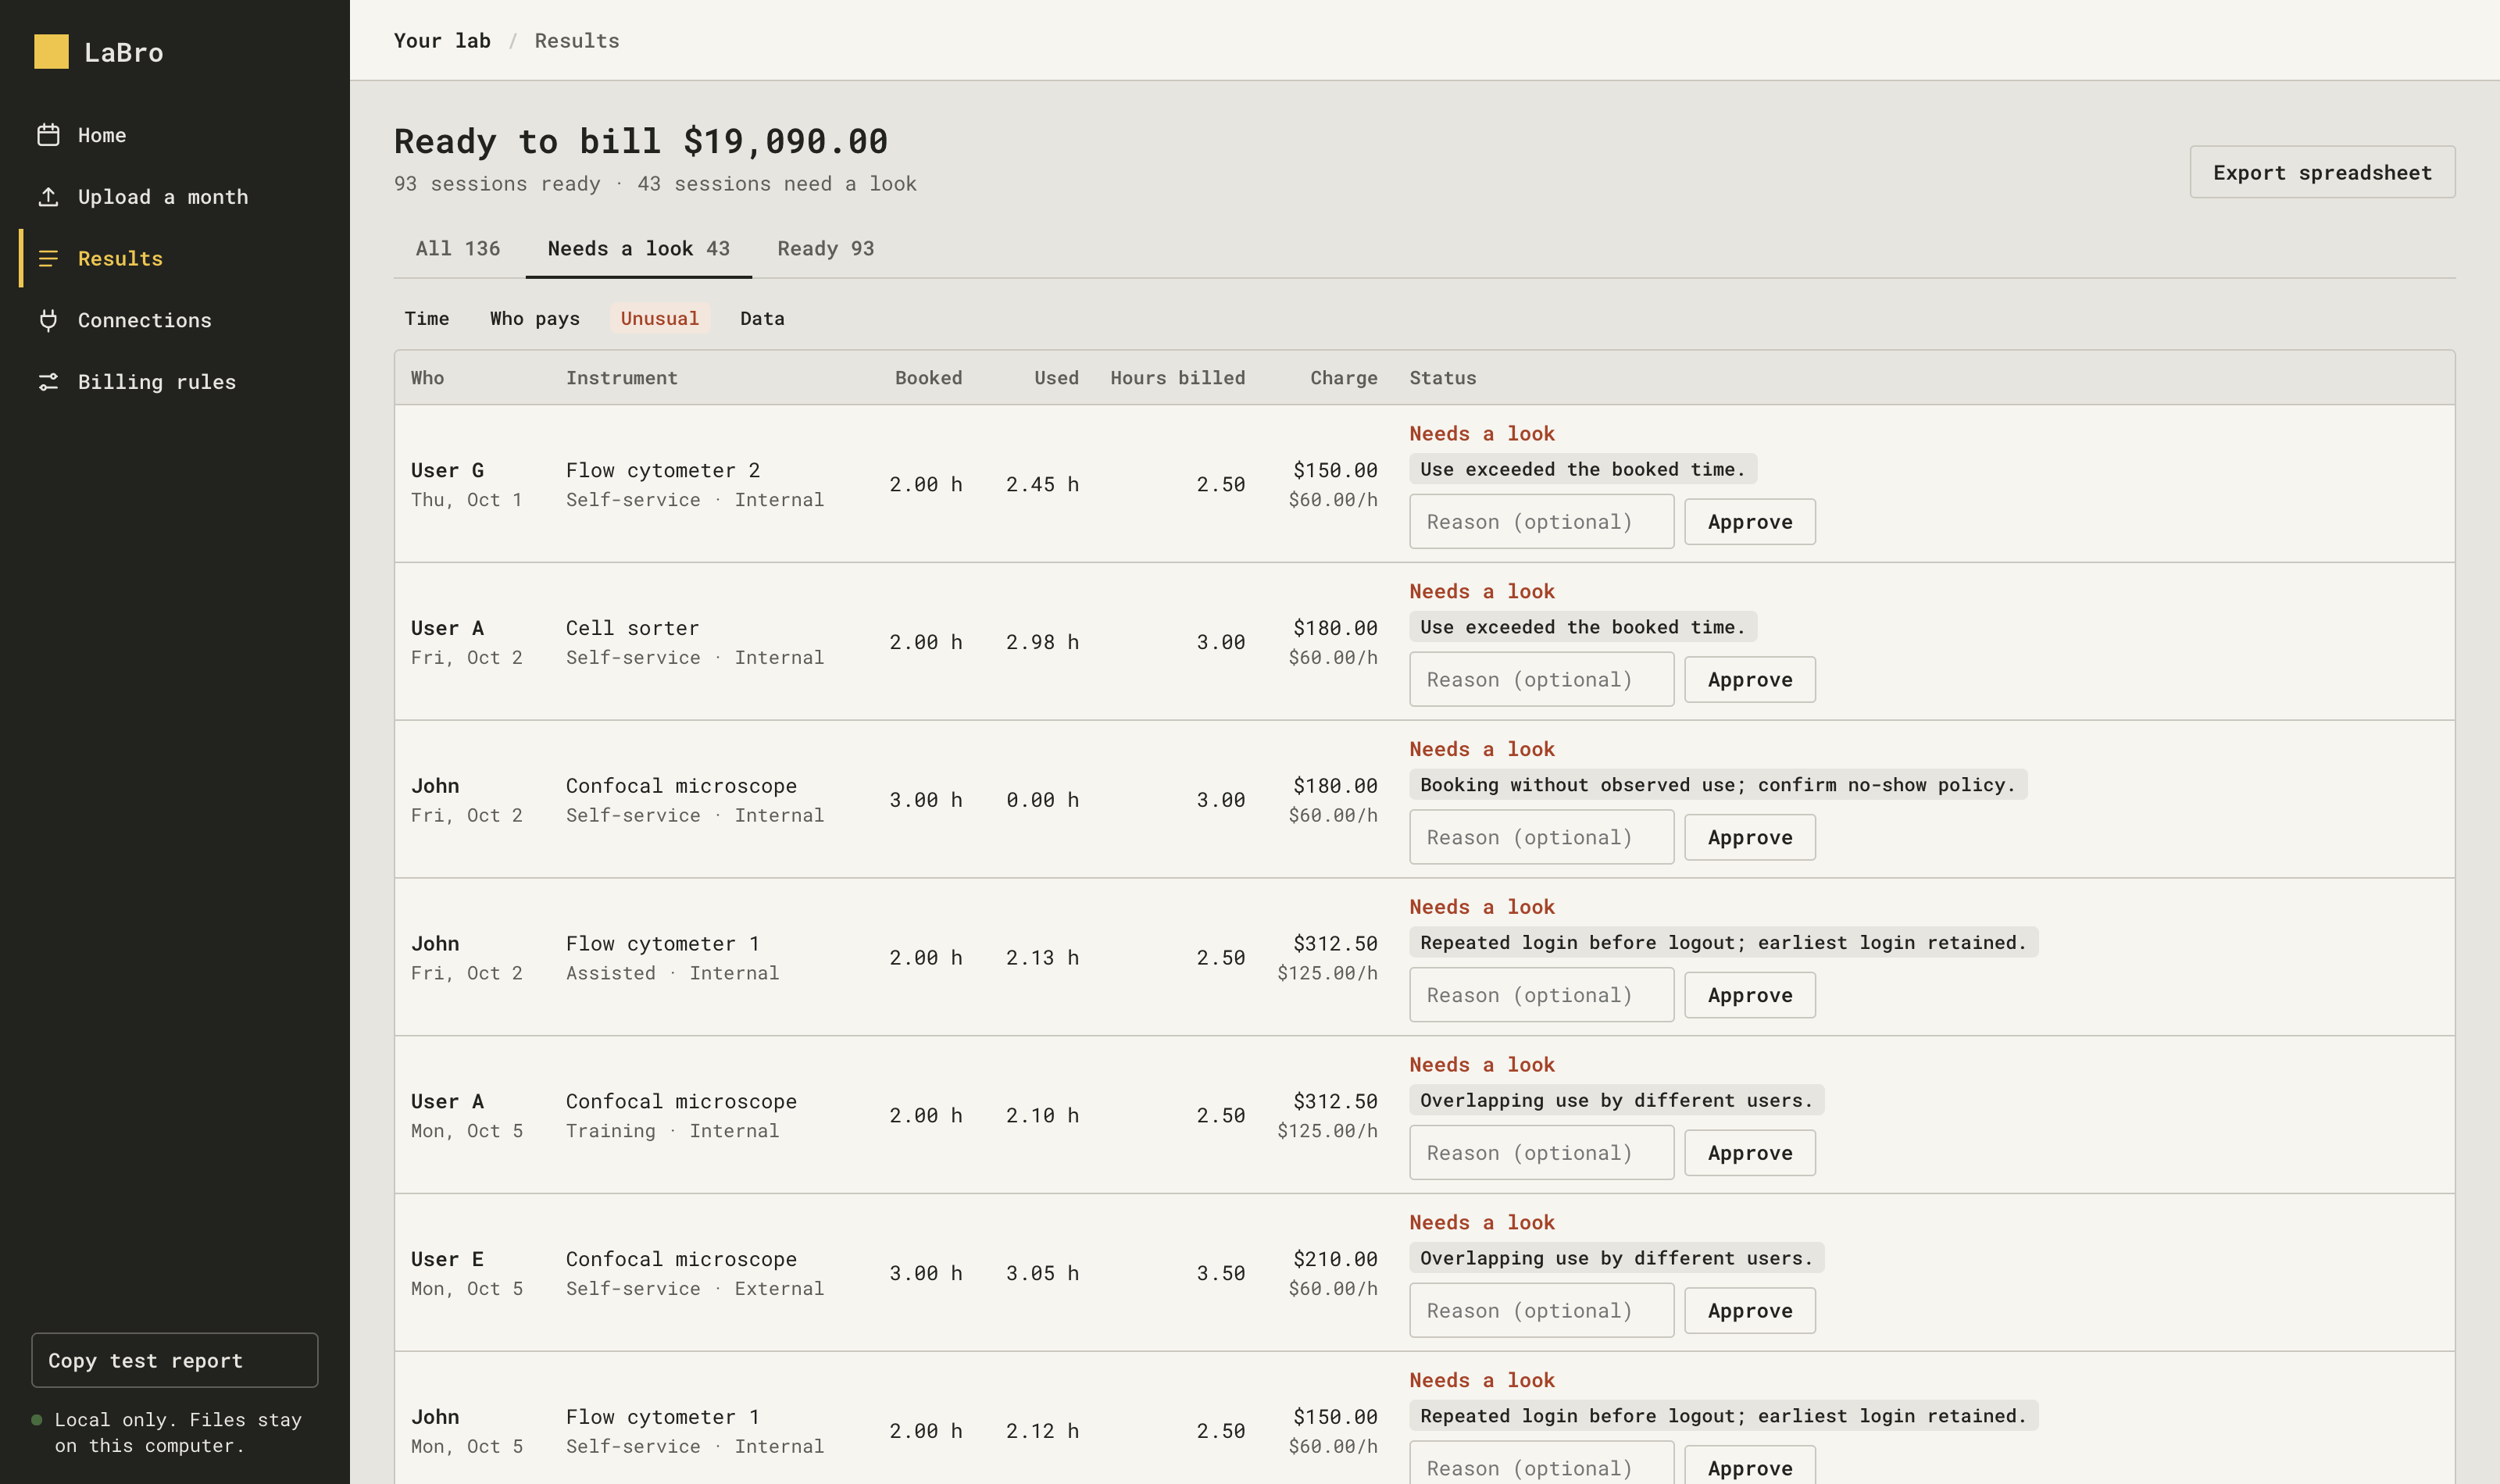 LaBro
Home
Upload a month
Results
Connections
Billing rules
Copy test report
Local only. Files stay
on this computer.
Your lab / Results
Ready to bill $19,090.00
93 sessions ready · 43 sessions need a look
Export spreadsheet
All 136 Needs a look 43 Ready 93
Time Who pays Unusual Data
Who Instrument Booked Used Hours billed Charge Status
Needs a look
User G Flow cytometer 2 2.00 h 2.45 h 2.50 $150.00 Use exceeded the booked time.
Thu, Oct 1 Self-service · Internal $60.00/h
Reason (optional) Approve
Needs a look
User A Cell sorter 2.00 h 2.98 h 3.00 $180.00 Use exceeded the booked time.
Fri, Oct 2 Self-service · Internal $60.00/h
Reason (optional) Approve
Needs a look
John Confocal microscope 3.00 h 0.00 h 3.00 $180.00 Booking without observed use; confirm no-show policy.
Fri, Oct 2 Self-service · Internal $60.00/h
Reason (optional) Approve
Needs a look
John Flow cytometer 1 2.00 h 2.13 h 2.50 $312.50 Repeated login before logout; earliest login retained.
Fri, Oct 2 Assisted · Internal $125.00/h
Reason (optional) Approve
Needs a look
User A Confocal microscope 2.00 h 2.10 h 2.50 $312.50 Overlapping use by different users.
Mon, Oct 5 Training · Internal $125.00/h
Reason (optional) Approve
Needs a look
User E Confocal microscope 3.00 h 3.05 h 3.50 $210.00 Overlapping use by different users.
Mon, Oct 5 Self-service · External $60.00/h
Reason (optional) Approve
Needs a look
John Flow cytometer 1 2.00 h 2.12 h 2.50 $150.00 Repeated login before logout; earliest login retained.
Mon, Oct 5 Self-service · Internal $60.00/h
Reason (optional) Approve